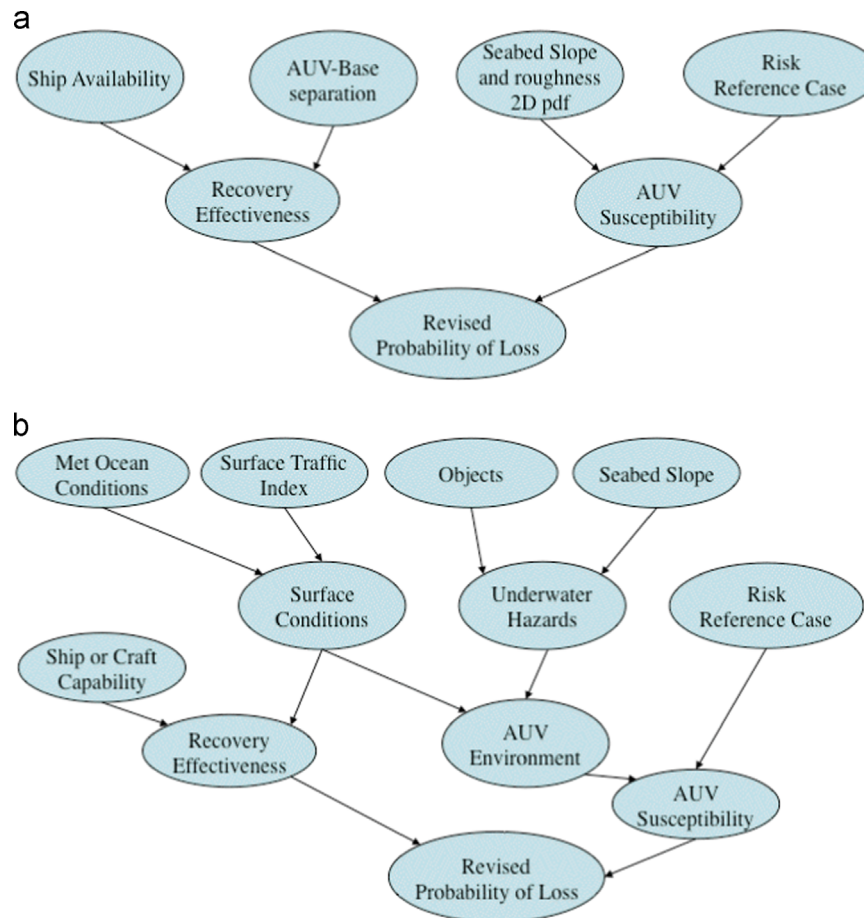 a
Ship Availability
AUV-Base
separation
Seabed Slope
and roughness
2D pdf
Risk
Reference Case
Recovery
Effectiveness
AUV
Susceptibility
Revised
Probability of Loss
b
Met Ocean
Conditions
Surface Traffic
Index
Objects
Seabed Slope
Surface
Conditions
Underwater
Hazards
Risk
Reference Case
Ship or Craft
Capability
Recovery
Effectiveness
AUV
Environment
AUV
Susceptibility
Revised
Probability of Loss